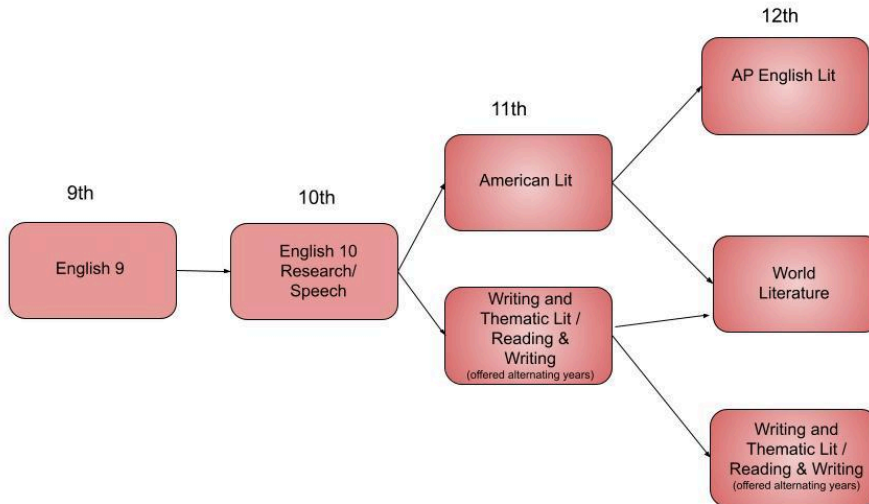 9th
English 9
10th
English 10
Research/
Speech
11th
American Lit
Writing and
Thematic Lit /
Reading &
Writing
(offered alternating years)
12th
AP English Lit
World
Literature
Writing and
Thematic Lit /
Reading & Writing
(offered alternating years)